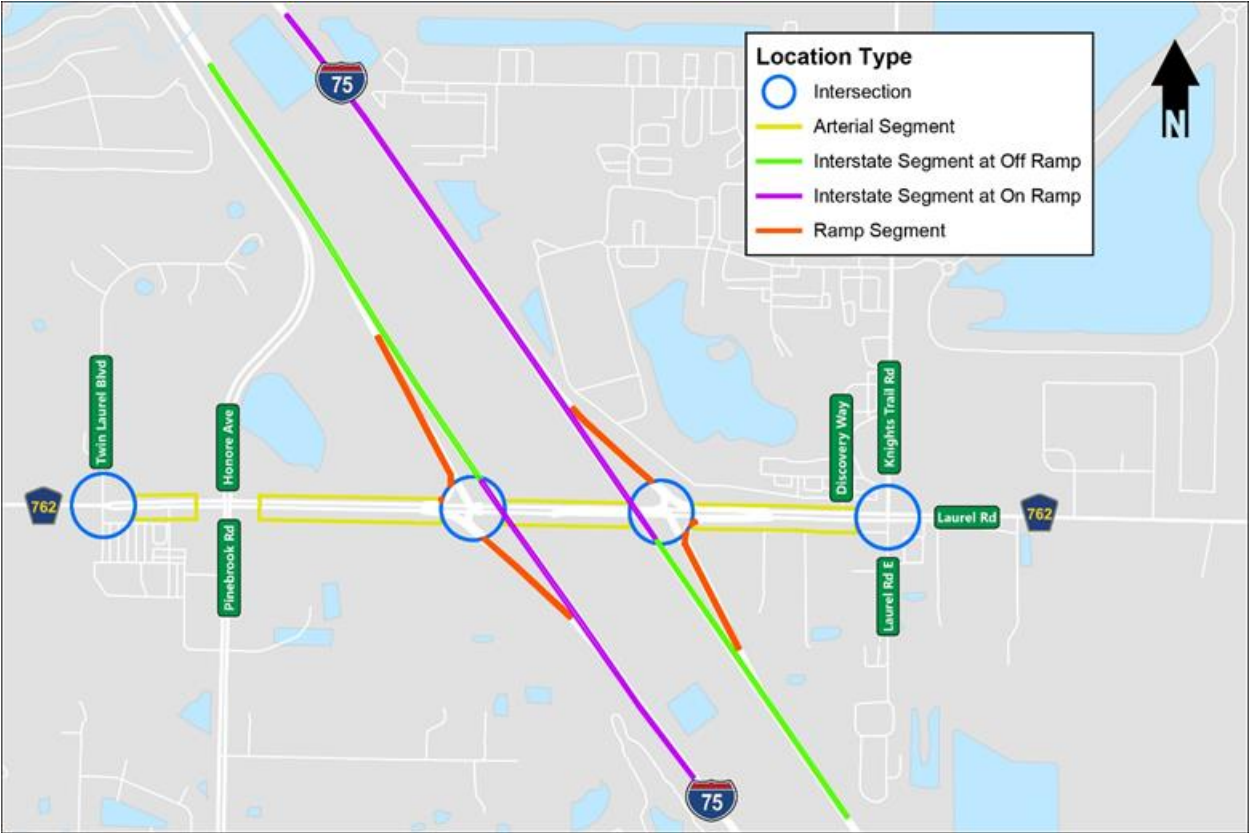 Location Type
Intersection
Arterial Segment
Interstate Segment at Off Ramp
Interstate Segment at On Ramp
Ramp Segment
N
75
Twin Laurel Blvd
Honore Ave
Discovery Way
Knights Trail Rd
762
Laurel Rd
762
Pinebrook Rd
Laurel Rd E
75